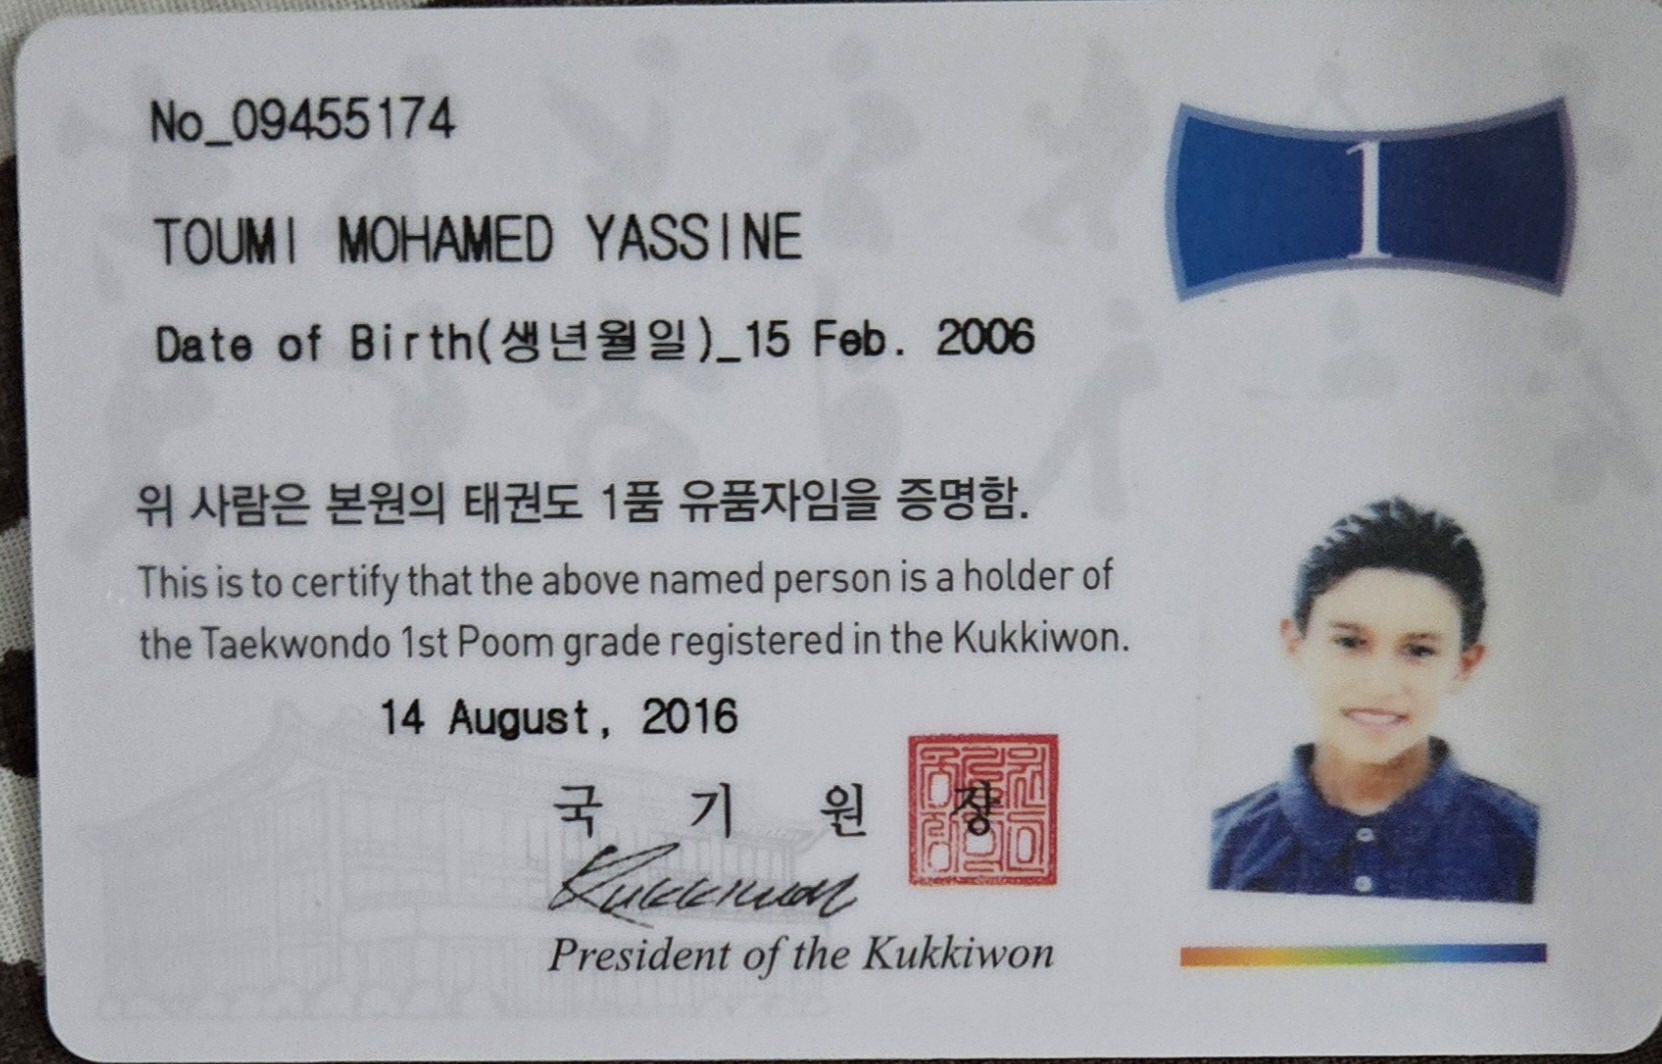 No_09455174
1
TOUMI MOHAMED YASSINE
Date of Birth(생년월일)_15 Feb. 2006
위 사람은 본원의 태권도 1품 유품자임을 증명함.
This is to certify that the above named person is a holder of
the Taekwondo 1st Poom grade registered in the Kukkiwon.
14 August, 2016
국 기 원 장
Kukkiwon
President of the Kukkiwon